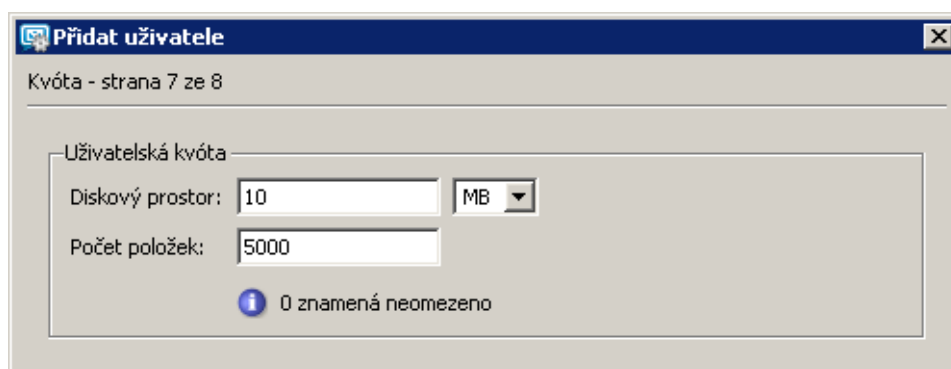 Přidat uživatele
Kvóta - strana 7 ze 8
Uživatelská kvóta
Diskový prostor: 10 MB
Počet položek: 5000
0 znamená neomezeno